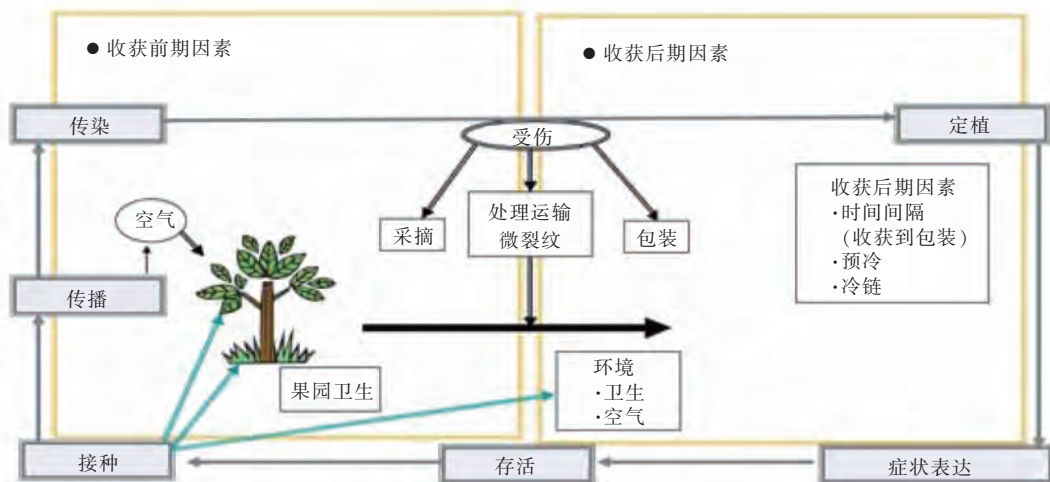 ● 收获前期因素
● 收获后期因素
传染
受伤
定植
采摘
处理运输
微裂纹
包装
收获后期因素
·时间间隔
(收获到包装)
·预冷
·冷链
空气
传播
果园卫生
环境
·卫生
·空气
接种
存活
症状表达